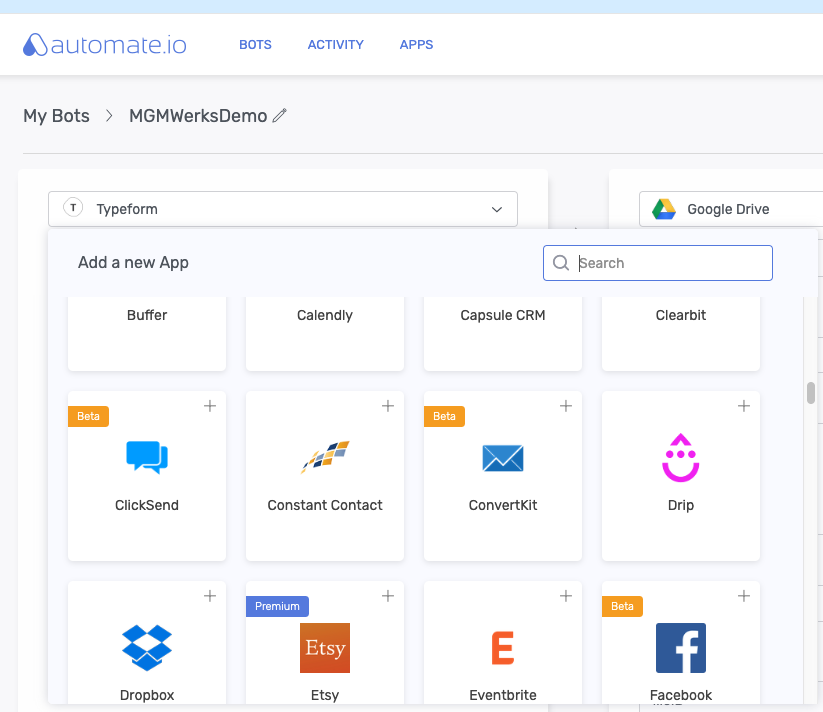 automate.io BOTS ACTIVITY APPS
My Bots > MGMWerksDemo
T Typeform Google Drive
Add a new App Search
Buffer Calendly Capsule CRM Clearbit
Beta Beta
ClickSend Constant Contact ConvertKit Drip
Premium Beta
Etsy E f
Dropbox Etsy Eventbrite Facebook